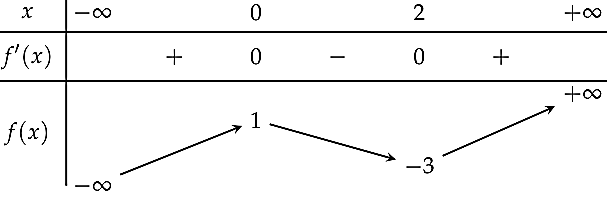 x −∞ 0 2 +∞
f′(x) + 0 − 0 +
+∞
1
f(x)
−3
−∞